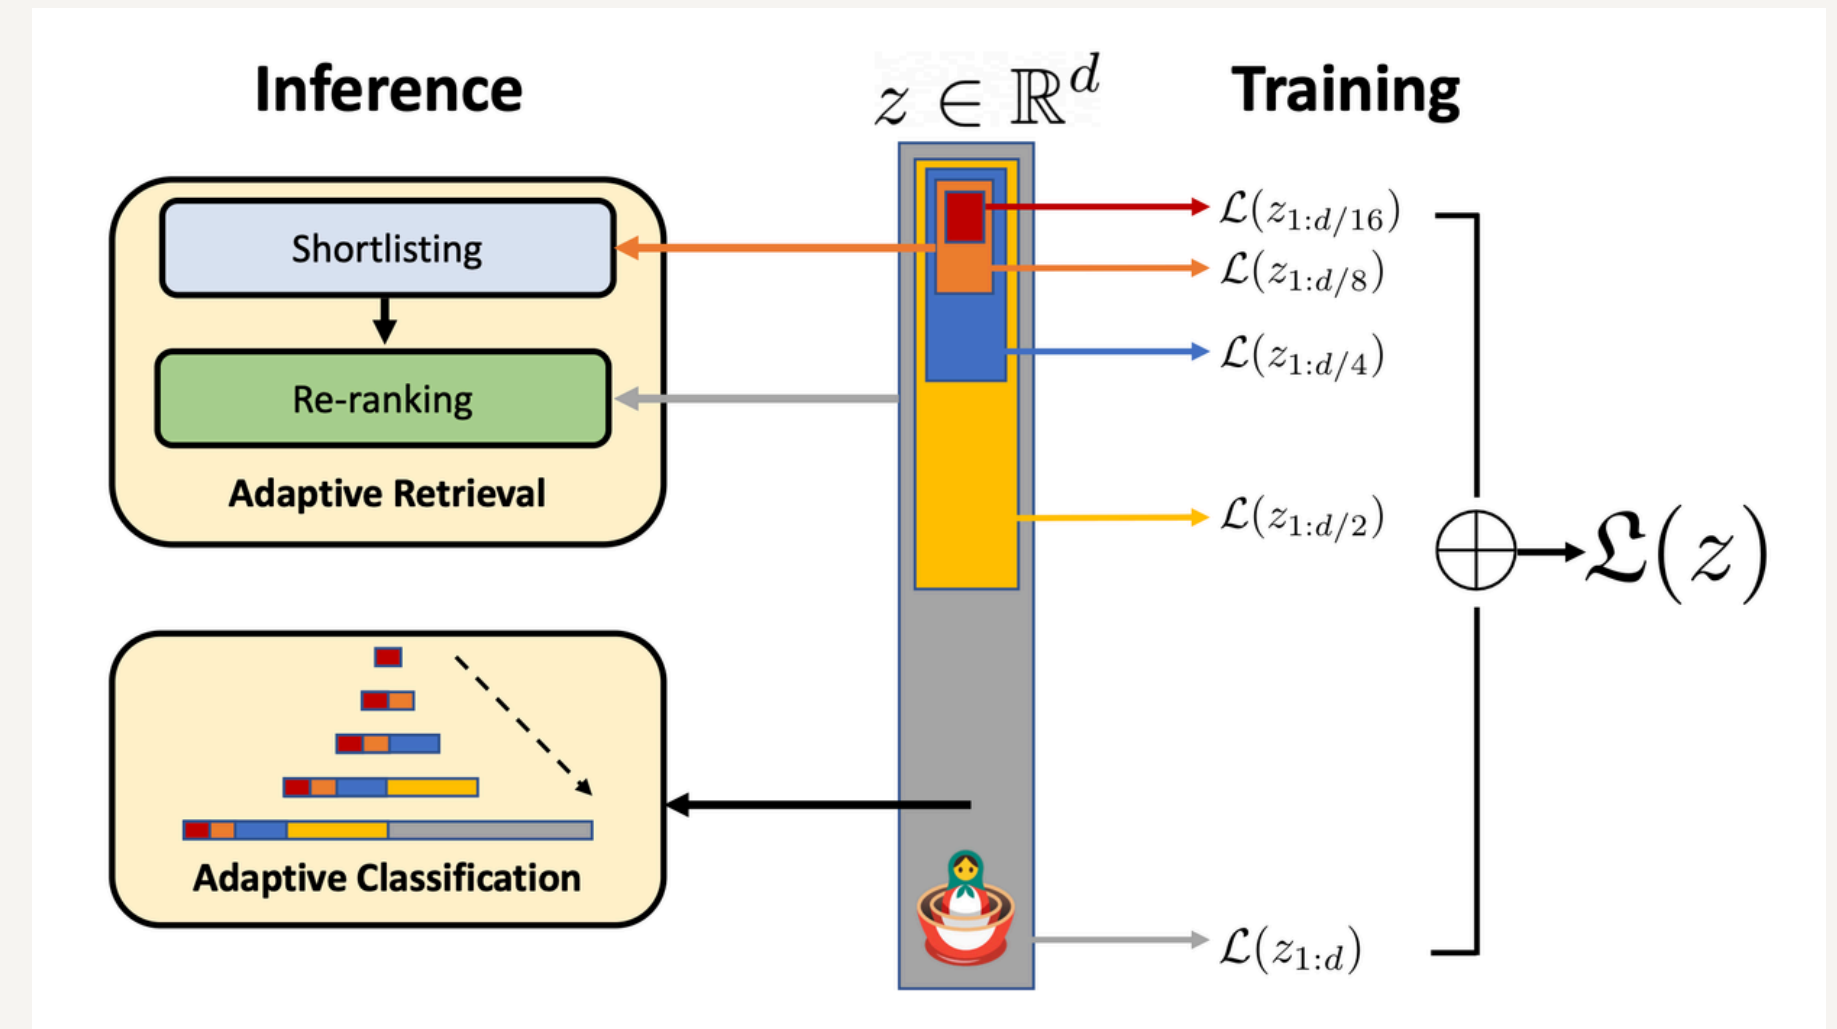 Inference
z ∈ ℝ^d
Training
Shortlisting
Re-ranking
Adaptive Retrieval
Adaptive Classification
ℒ(z_{1:d/16})
ℒ(z_{1:d/8})
ℒ(z_{1:d/4})
ℒ(z_{1:d/2})
ℒ(z_{1:d})
𝕷(z)